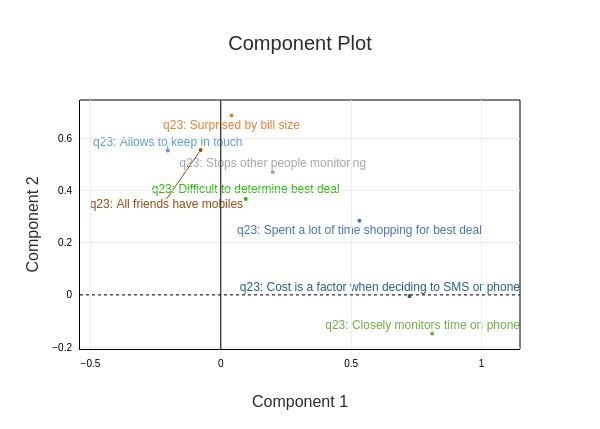 Component Plot
q23: Surprised by bill size
q23: Allows to keep in touch
q23: Stops other people monitoring
q23: Difficult to determine best deal
q23: All friends have mobiles
q23: Spent a lot of time shopping for best deal
q23: Cost is a factor when deciding to SMS or phone
q23: Closely monitors time on phone
0.6
0.4
0.2
0
−0.2
−0.5
0
0.5
1
Component 2
Component 1